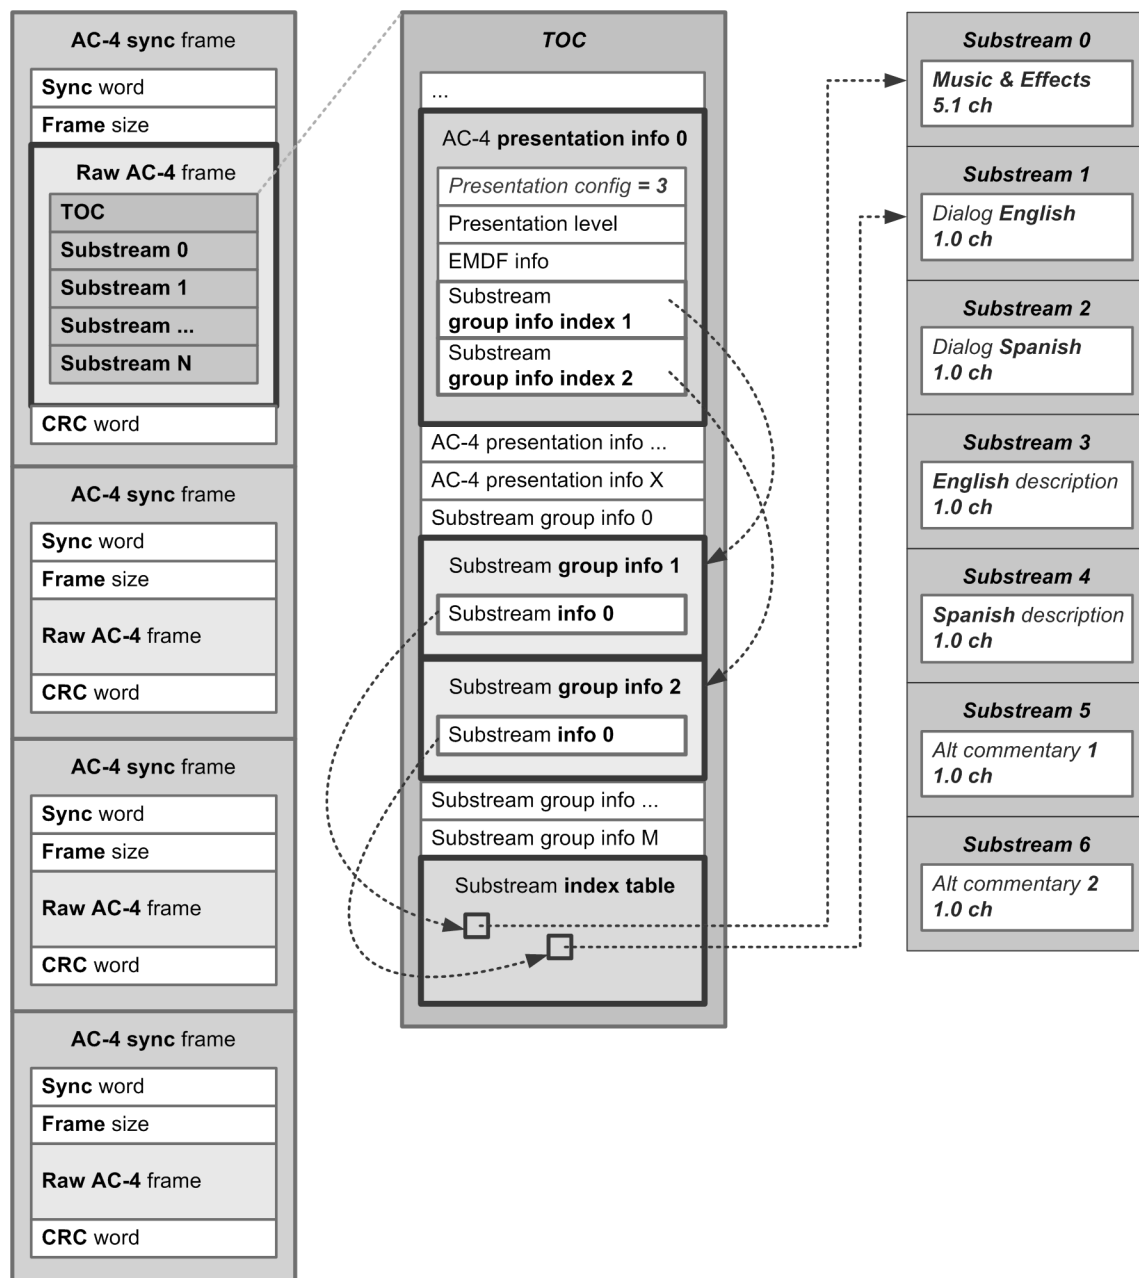 AC-4 sync frame
Sync word
Frame size
Raw AC-4 frame
TOC
Substream 0
Substream 1
Substream ...
Substream N
CRC word
AC-4 sync frame
Sync word
Frame size
Raw AC-4 frame
CRC word
AC-4 sync frame
Sync word
Frame size
Raw AC-4 frame
CRC word
AC-4 sync frame
Sync word
Frame size
Raw AC-4 frame
CRC word
TOC
...
AC-4 presentation info 0
Presentation config = 3
Presentation level
EMDF info
Substream
group info index 1
Substream
group info index 2
AC-4 presentation info ...
AC-4 presentation info X
Substream group info 0
Substream group info 1
Substream info 0
Substream group info 2
Substream info 0
Substream group info ...
Substream group info M
Substream index table
Substream 0
Music & Effects
5.1 ch
Substream 1
Dialog English
1.0 ch
Substream 2
Dialog Spanish
1.0 ch
Substream 3
English description
1.0 ch
Substream 4
Spanish description
1.0 ch
Substream 5
Alt commentary 1
1.0 ch
Substream 6
Alt commentary 2
1.0 ch